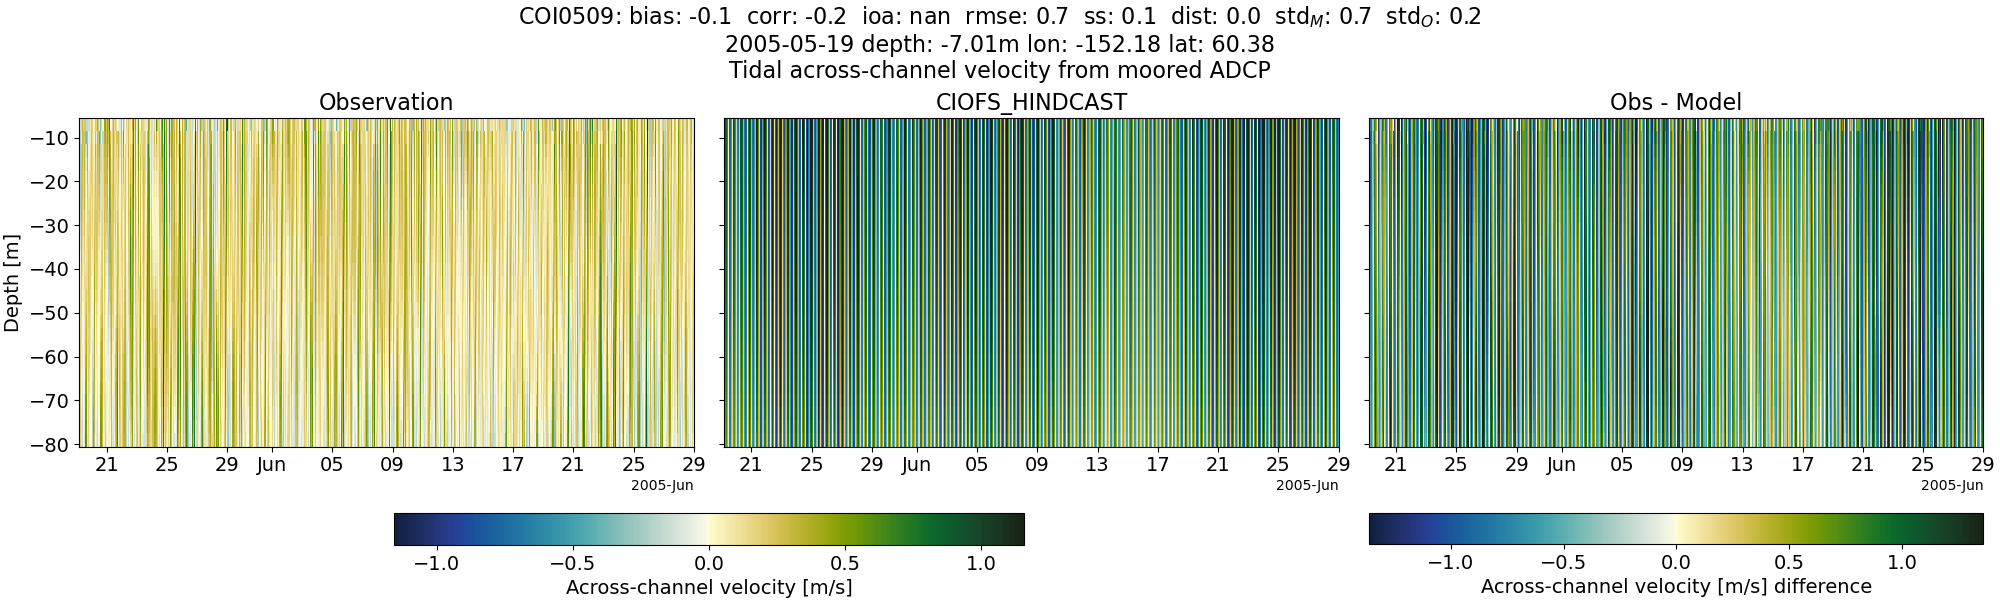 COI0509: bias: -0.1  corr: -0.2  ioa: nan  rmse: 0.7  ss: 0.1  dist: 0.0  std_M: 0.7  std_O: 0.2
2005-05-19 depth: -7.01m lon: -152.18 lat: 60.38
Tidal across-channel velocity from moored ADCP
Observation
CIOFS_HINDCAST
Obs - Model
Depth [m]
−10
−20
−30
−40
−50
−60
−70
−80
21 25 29 Jun 05 09 13 17 21 25 29
2005-Jun
21 25 29 Jun 05 09 13 17 21 25 29
2005-Jun
21 25 29 Jun 05 09 13 17 21 25 29
2005-Jun
−1.0 −0.5 0.0 0.5 1.0
Across-channel velocity [m/s]
−1.0 −0.5 0.0 0.5 1.0
Across-channel velocity [m/s] difference